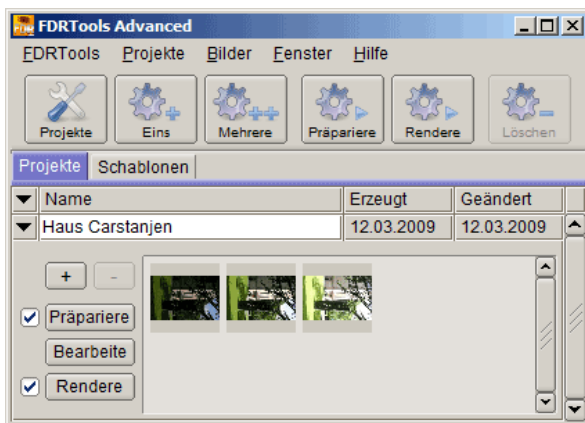 FDRTools Advanced
FDRTools Projekte Bilder Fenster Hilfe
Projekte Eins Mehrere Präpariere Rendere Löschen
Projekte Schablonen
Name Erzeugt Geändert
Haus Carstanjen 12.03.2009 12.03.2009
+ -
Präpariere
Bearbeite
Rendere